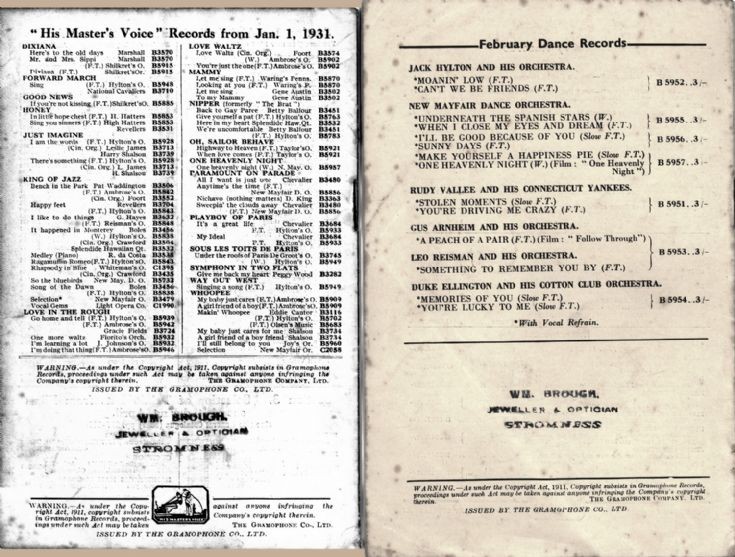 "His Master's Voice" Records from Jan. 1, 1931.
DIXIANA
Here's to the old days Marshall B3570
Mr. and Mrs. Sippi Marshall B3570
(F.T.) Shilkret's O. B5915
Dixiana (F.T.) Shilkret's Or. B5915
FORWARD MARCH
Sing (F.T.) Hylton's O. B5948
National Cavaliers B3710
GOOD NEWS
If you're not kissing (F.T.) Shilkret's O. B5885
HONEY
In little hope chest (F.T.) H. Hatters B5853
Sing you sinners (F.T.) High Hatters B5853
Revellers B3531
JUST IMAGINE
I am the words (F.T.) Hylton's O. B5928
(Cin. Org.) Leslie James B3713
Harry Shalson
There's something (F.T.) Hylton's O. B5928
(Cin. Org.) L. James B3713
H. Shalson B3739
KING OF JAZZ
Bench in the Park Pat Waddington B3506
(F.T.) Ambrose's O. B5882
(Cin. Or.) Foort B3552
Happy feet Revellers B3704
(F.T.) Hylton's O. B5843
I like to do things G. Hayes B3637
(F.T.) Reisman's O. B5848
It happened in Monterey Boles B3456
(W.) Hylton's O. B5835
(Cin. Org.) Crawford B3504
Splendide Hawaiian Qt. B3532
Medley (Piano) R. da Costa B3538
Ragamuffin Romeo (F.T.) Hylton's O. B5843
Rhapsody in Blue Whiteman's O. C1395
(Cin. Org.) Crawford B3435
So the bluebirds New May. D. O. B5732
Song of the Dawn Boles B3456
(F.T.) Hylton's O.
Selection* New Mayfair O. B3479
Vocal Gems Light Opera Co. C1990
LOVE IN THE ROUGH
Go home and tell (F.T.) Hylton's O. B5939
(F.T.) Ambrose's O. B5942
Gracie Fields B3724
One more waltz Fiorito's Orch. B5932
I'm learning a lot J. Johnson's O. B5932
I'm doing that thing (F.T.) Ambrose's O. B5946
LOVE WALTZ
Love Waltz (Cin. Org.) Foort B3574
(W.) Ambrose's O. B5902
You're just the one (F.T.) Ambrose's O. B5902
MAMMY
Let me sing (F.T.) Waring's Penns. B5870
Looking at you (F.T.) Waring's P. B5870
Let me sing Gene Austin B3502
To my Mammy Gene Austin B3502
NIPPER (formerly "The Brat")
Back to Gay Paree Betty Balfour B3451
Give yourself a pat (F.T.) Hylton's O. B5763
Here in my heart Splendide Haw. Qt. B3532
We're uncomfortable Betty Balfour B3451
(F.T.) Hylton's O. B5783
OH, SAILOR BEHAVE
Highway to Heaven (F.T.) Taylor's O. B5921
When love comes (F.T.) Taylor's O. B5921
ONE HEAVENLY NIGHT
One heavenly night (W.) N. May. O. B5957
PARAMOUNT ON PARADE
All I want is just one Chevalier B3480
Anytime's the time (F.T.)
New Mayfair D. O. B5856
Nichavo (nothing matters) D. King B3363
Sweepin' the clouds away Chevalier B3480
(F.T.) New Mayfair D. O. B5856
PLAYBOY OF PARIS
It's a great life Chevalier B3684
F.T. Hylton's O. B5933
My Ideal Chevalier B3684
F.T. Hylton's O. B5933
SOUS LES TOITS DE PARIS
Under the roofs of Paris De Groot's O. B3745
(W.) Hylton's O. B5949
SYMPHONY IN TWO FLATS
Give me back my heart Peggy Wood B3282
WAY OUT WEST
Singing a song (F.T.) Hylton's O. B5949
WHOOPEE
My baby just cares (F.T.) Ambrose's O. B5909
A girl friend of a boy (F.T.) Ambrose's O. B5909
Makin' Whoopee Eddie Cantor B3116
(F.T.) Hylton's O. B5702
(F.T.) Olsen's Music B5683
My baby just cares for me Shalson B3734
A girl friend of a boy friend Shalson B3734
I'll still belong to you Joy's O. B5960
Selection New Mayfair Or. C2058
WARNING.—As under the Copyright Act, 1911, Copyright subsists in Gramophone
Records, proceedings under such Act may be taken against anyone infringing the
Company's copyright therein. THE GRAMOPHONE COMPANY, LTD.
ISSUED BY THE GRAMOPHONE CO., LTD.
WM. BROUGH,
JEWELLER & OPTICIAN
STROMNESS
WARNING.—As under the Copy- against anyone infringing the
right Act, 1911, copyright subsists Company's copyright therein.
in Gramophone Records, proceed-
ings under such Act may be taken THE GRAMOPHONE CO., LTD.
HIS MASTER'S VOICE
ISSUED BY THE GRAMOPHONE CO., LTD.
February Dance Records
JACK HYLTON AND HIS ORCHESTRA.
*MOANIN' LOW (F.T.)
*CAN'T WE BE FRIENDS (F.T.) B 5952..3/–
NEW MAYFAIR DANCE ORCHESTRA.
*UNDERNEATH THE SPANISH STARS (W.)
*WHEN I CLOSE MY EYES AND DREAM (F.T.) B 5955..3/–
*I'LL BE GOOD BECAUSE OF YOU (Slow F.T.)
*SUNNY DAYS (F.T.) B 5956..3/–
*MAKE YOURSELF A HAPPINESS PIE (Slow F.T.)
*ONE HEAVENLY NIGHT (W.) (Film: "One Heavenly Night") B 5957..3/–
RUDY VALLEE AND HIS CONNECTICUT YANKEES.
*STOLEN MOMENTS (Slow F.T.)
*YOU'RE DRIVING ME CRAZY (F.T.) B 5951..3/–
GUS ARNHEIM AND HIS ORCHESTRA.
*A PEACH OF A PAIR (F.T.) (Film: "Follow Through")
LEO REISMAN AND HIS ORCHESTRA. B 5953..3/–
*SOMETHING TO REMEMBER YOU BY (F.T.)
DUKE ELLINGTON AND HIS COTTON CLUB ORCHESTRA.
*MEMORIES OF YOU (Slow F.T.)
*YOU'RE LUCKY TO ME (Slow F.T.) B 5954..3/–
*With Vocal Refrain.
WM. BROUGH,
JEWELLER & OPTICIAN
STROMNESS
WARNING.—As under the Copyright Act, 1911, Copyright subsists in Gramophone Records,
proceedings under such Act may be taken against anyone infringing the Company's copyright
therein. THE GRAMOPHONE COMPANY, LTD.
ISSUED BY THE GRAMOPHONE CO., LTD.